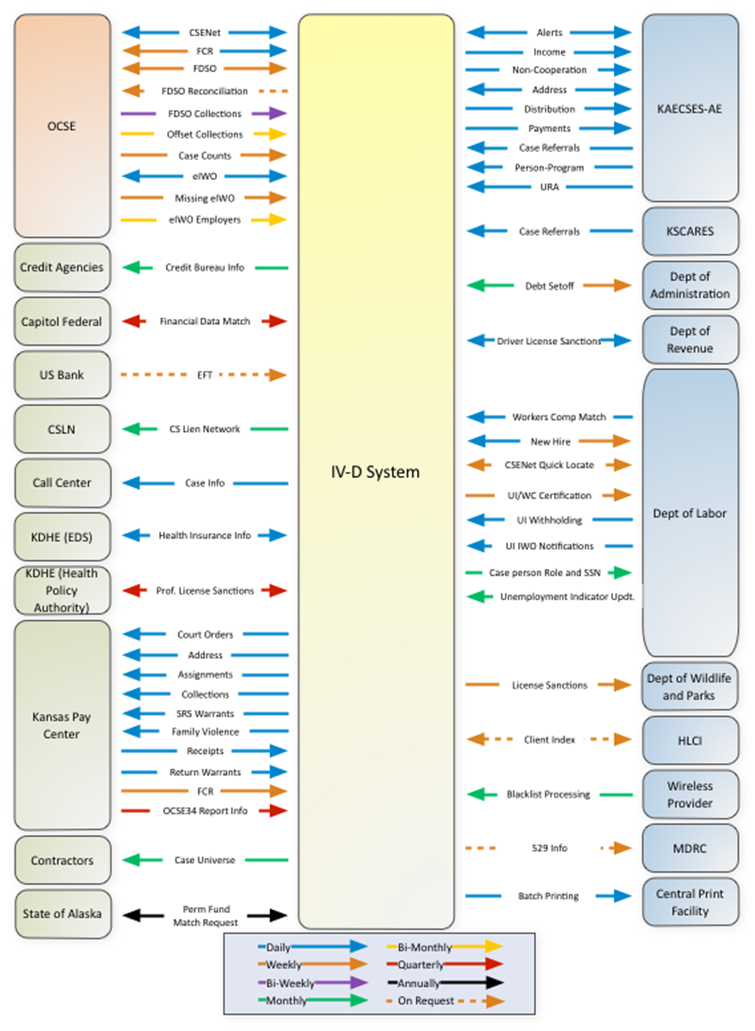 OCSE
CSENet
FCR
FDSO
FDSO Reconciliation
FDSO Collections
Offset Collections
Case Counts
eIWO
Missing eIWO
eIWO Employers
Credit Agencies
Credit Bureau Info
Capitol Federal
Financial Data Match
US Bank
EFT
CSLN
CS Lien Network
Call Center
Case Info
KDHE (EDS)
Health Insurance Info
KDHE (Health
Policy
Authority)
Prof. License Sanctions
Kansas Pay
Center
Court Orders
Address
Assignments
Collections
SRS Warrants
Family Violence
Receipts
Return Warrants
FCR
OCSE34 Report Info
Contractors
Case Universe
State of Alaska
Perm Fund
Match Request
IV-D System
Alerts
Income
Non-Cooperation
Address
Distribution
Payments
Case Referrals
Person-Program
URA
KAECSES-AE
Case Referrals
KSCARES
Debt Setoff
Dept of
Administration
Driver License Sanctions
Dept of
Revenue
Workers Comp Match
New Hire
CSENet Quick Locate
UI/WC Certification
UI Withholding
UI IWO Notifications
Case person Role and SSN
Unemployment Indicator Updt.
Dept of Labor
License Sanctions
Dept of Wildlife
and Parks
Client Index
HLCI
Blacklist Processing
Wireless
Provider
529 Info
MDRC
Batch Printing
Central Print
Facility
Daily
Weekly
Bi-Weekly
Monthly
Bi-Monthly
Quarterly
Annually
On Request